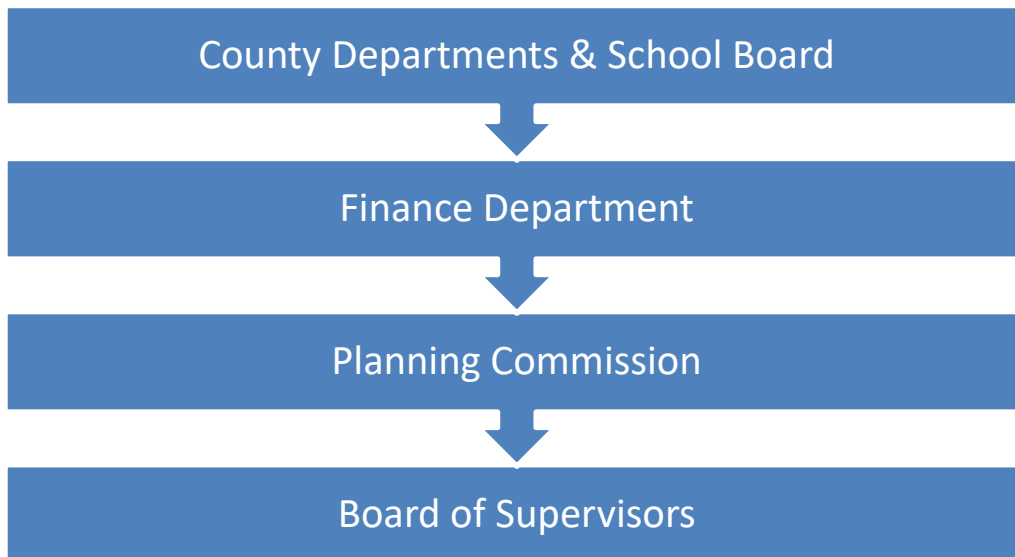 County Departments & School Board
Finance Department
Planning Commission
Board of Supervisors